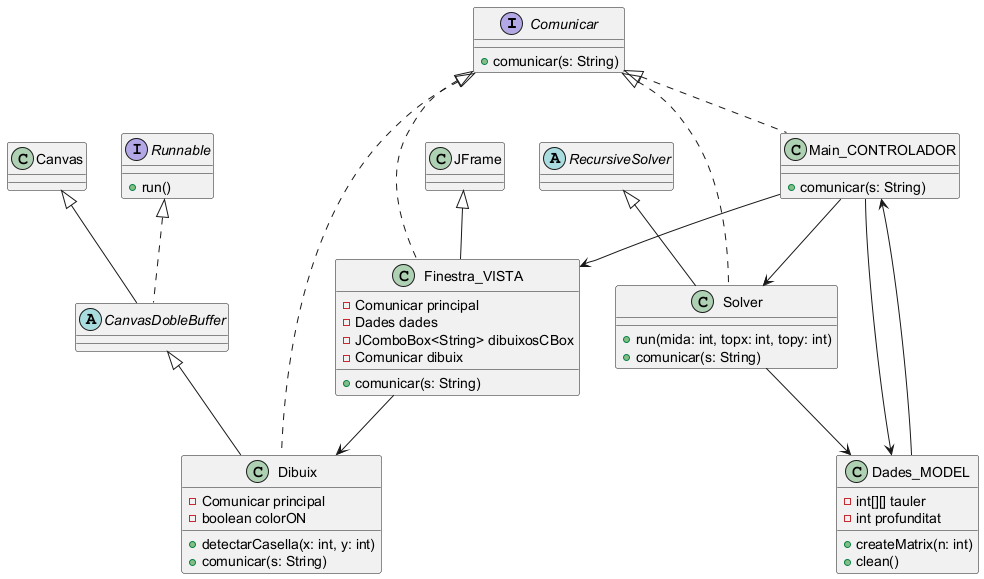 I Comunicar
comunicar(s: String)
C Canvas
I Runnable
run()
C JFrame
A RecursiveSolver
C Main_CONTROLADOR
comunicar(s: String)
A CanvasDobleBuffer
C Finestra_VISTA
Comunicar principal
Dades dades
JComboBox<String> dibuixosCBox
Comunicar dibuix
comunicar(s: String)
C Solver
run(mida: int, topx: int, topy: int)
comunicar(s: String)
C Dibuix
Comunicar principal
boolean colorON
detectarCasella(x: int, y: int)
comunicar(s: String)
C Dades_MODEL
int[][] tauler
int profunditat
createMatrix(n: int)
clean()